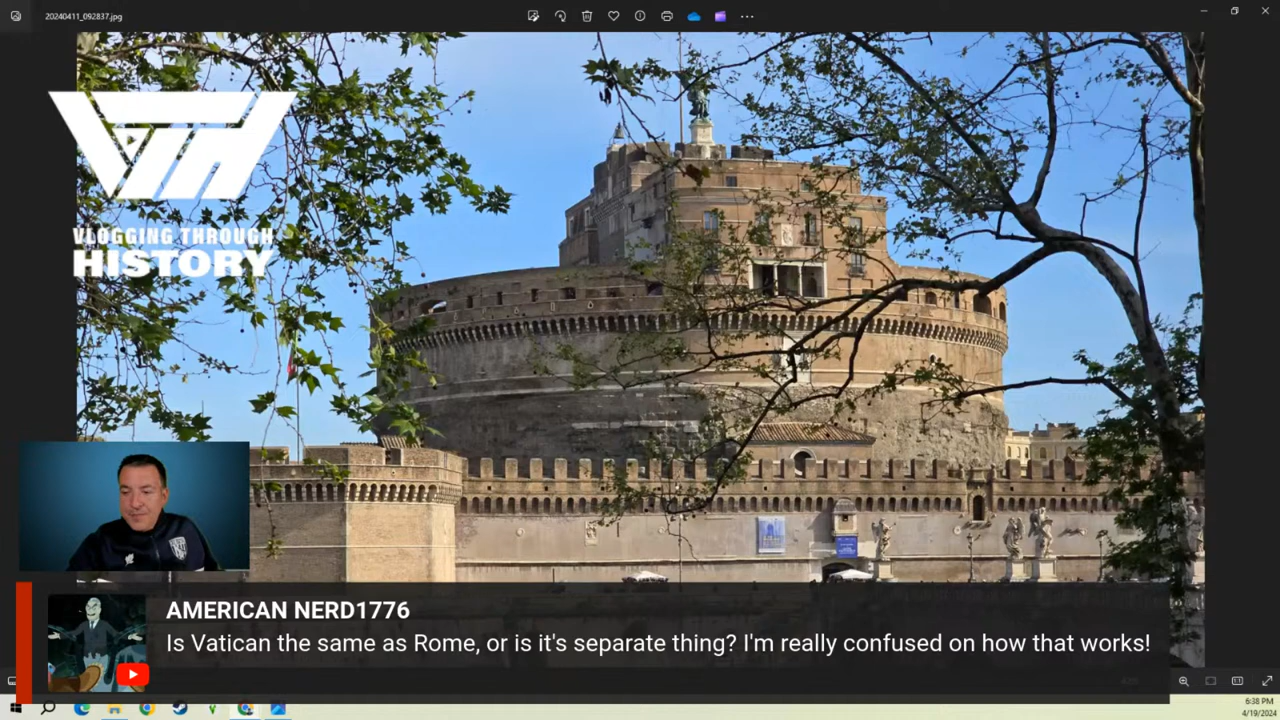 20240411_092837.jpg
VTH
VLOGGING THROUGH
HISTORY
AMERICAN NERD1776
Is Vatican the same as Rome, or is it's separate thing? I'm really confused on how that works!
6:38 PM
4/19/2024